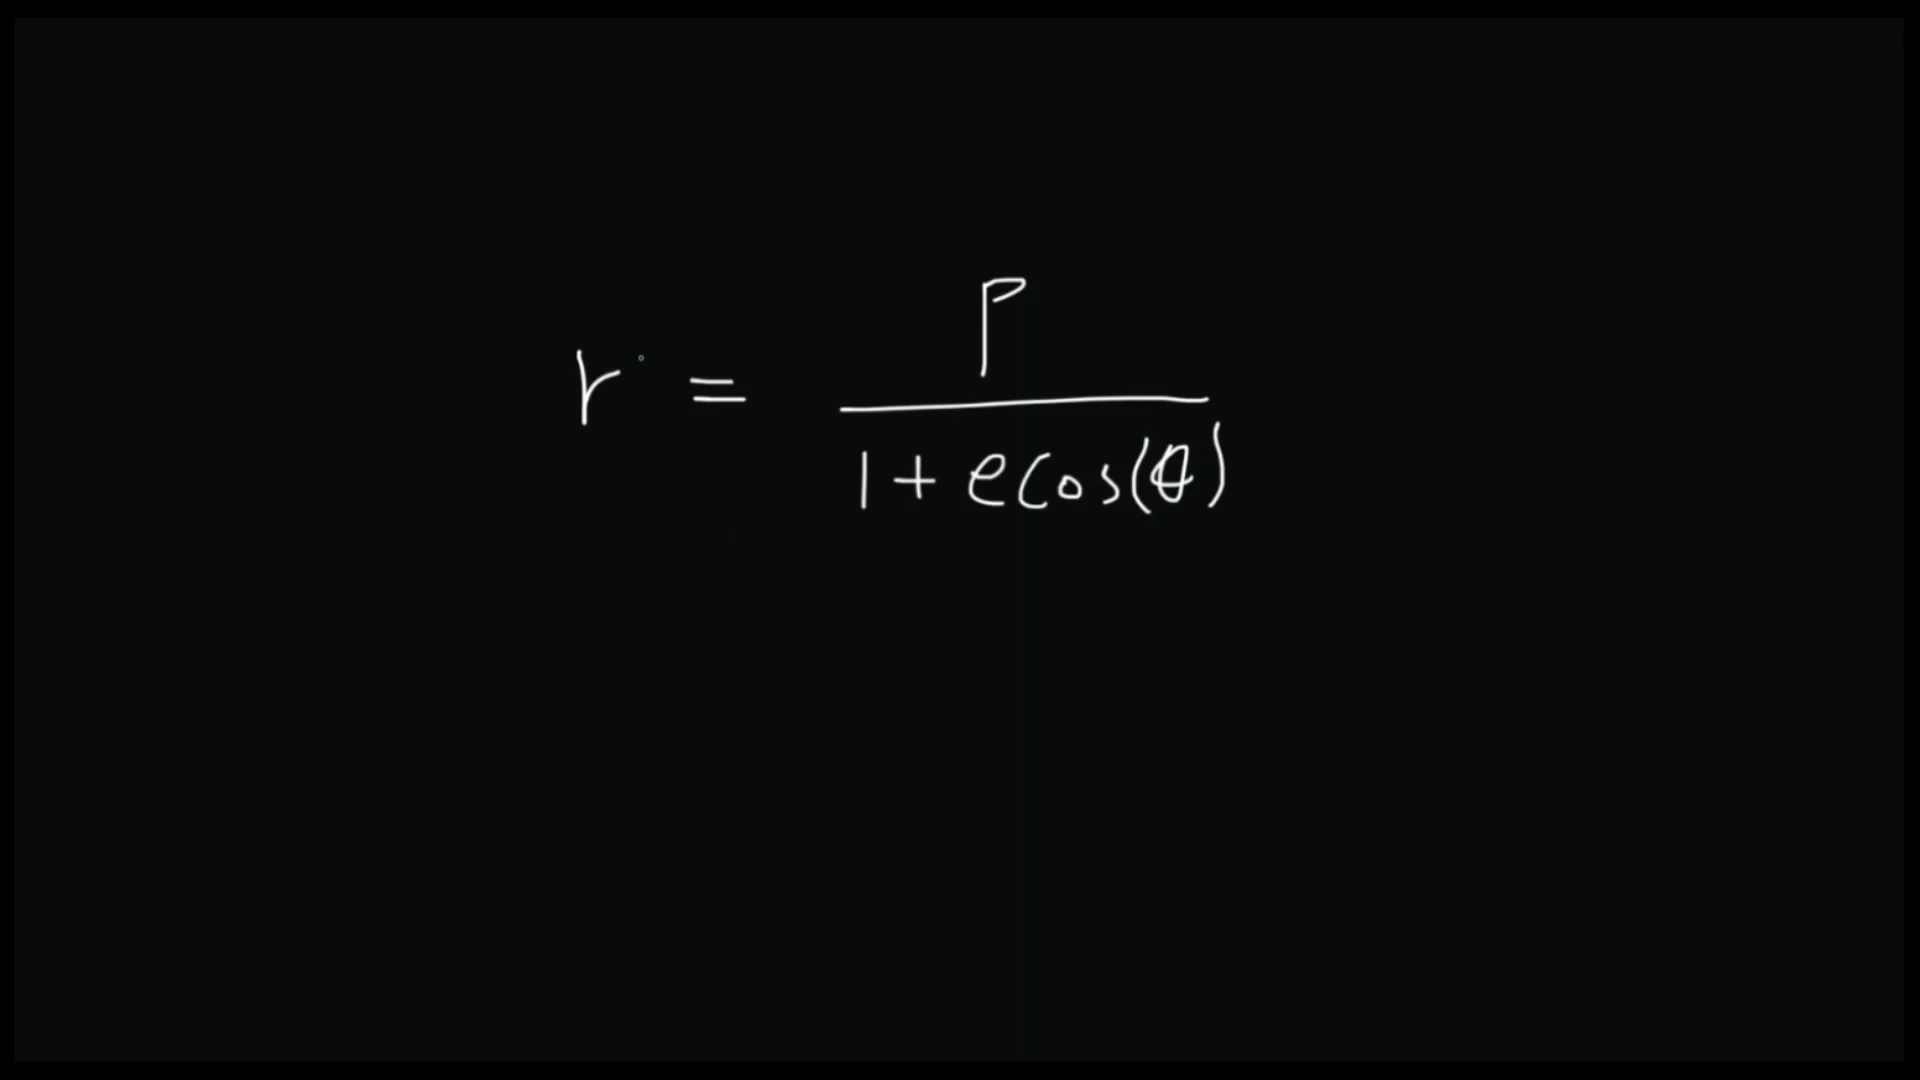 r = p / (1 + e cos(θ))